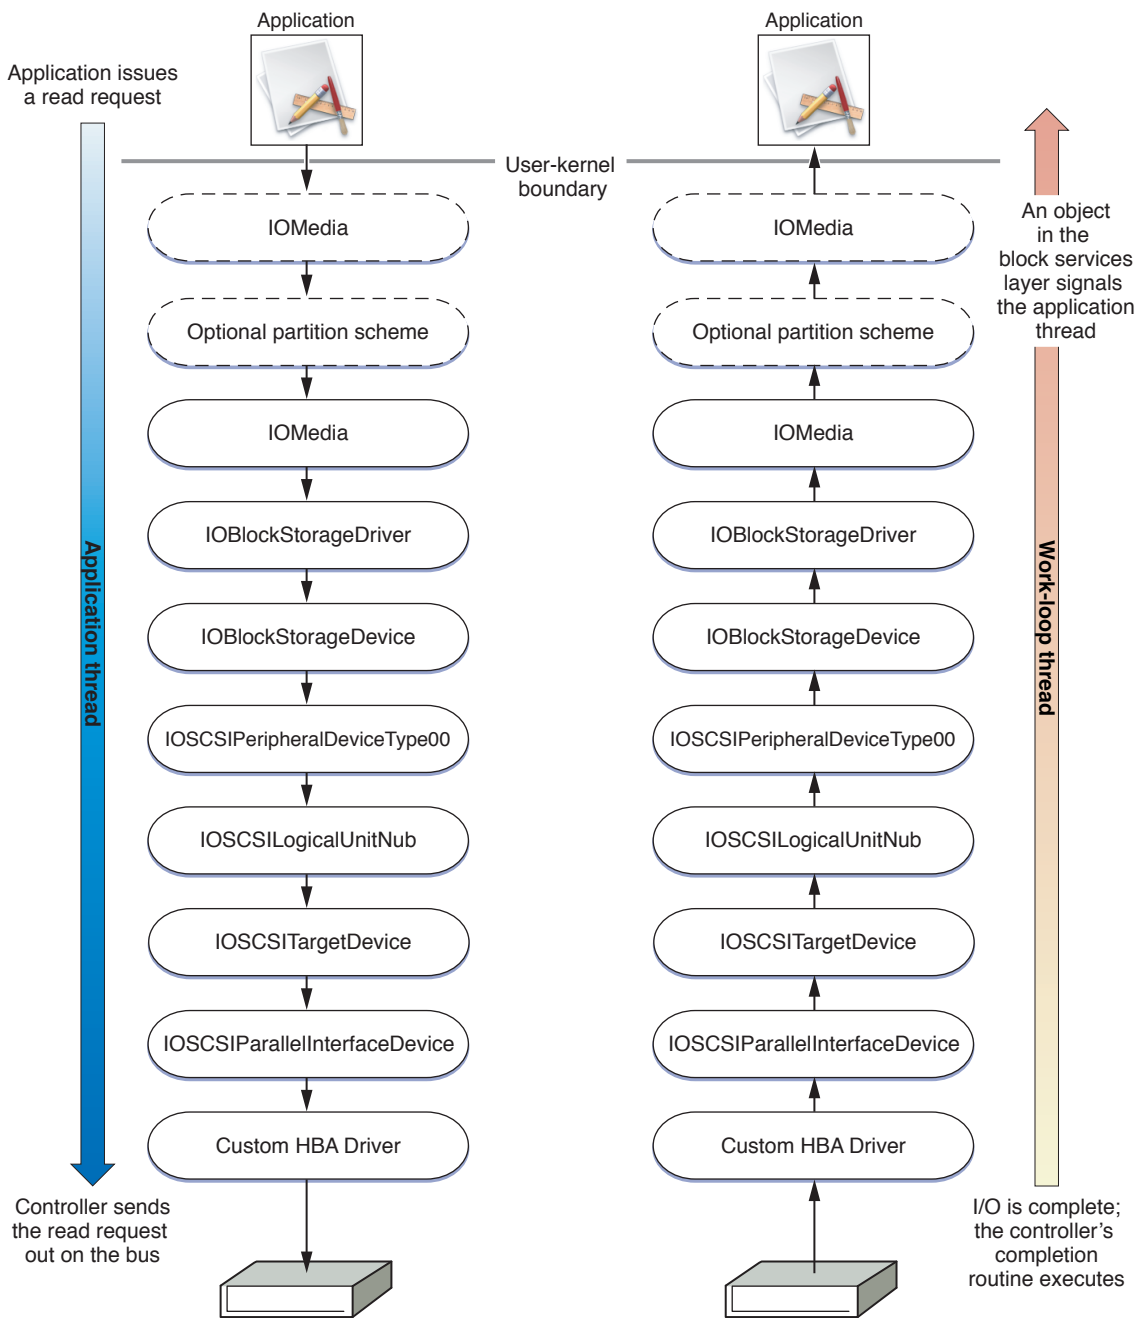 Application
Application issues
a read request
User-kernel
boundary
IOMedia
Optional partition scheme
IOMedia
IOBlockStorageDriver
IOBlockStorageDevice
IOSCSIPeripheralDeviceType00
IOSCSILogicalUnitNub
IOSCSITargetDevice
IOSCSIParallelInterfaceDevice
Custom HBA Driver
Application thread
Controller sends
the read request
out on the bus
Application
IOMedia
Optional partition scheme
IOMedia
IOBlockStorageDriver
IOBlockStorageDevice
IOSCSIPeripheralDeviceType00
IOSCSILogicalUnitNub
IOSCSITargetDevice
IOSCSIParallelInterfaceDevice
Custom HBA Driver
An object
in the
block services
layer signals
the application
thread
Work-loop thread
I/O is complete;
the controller's
completion
routine executes